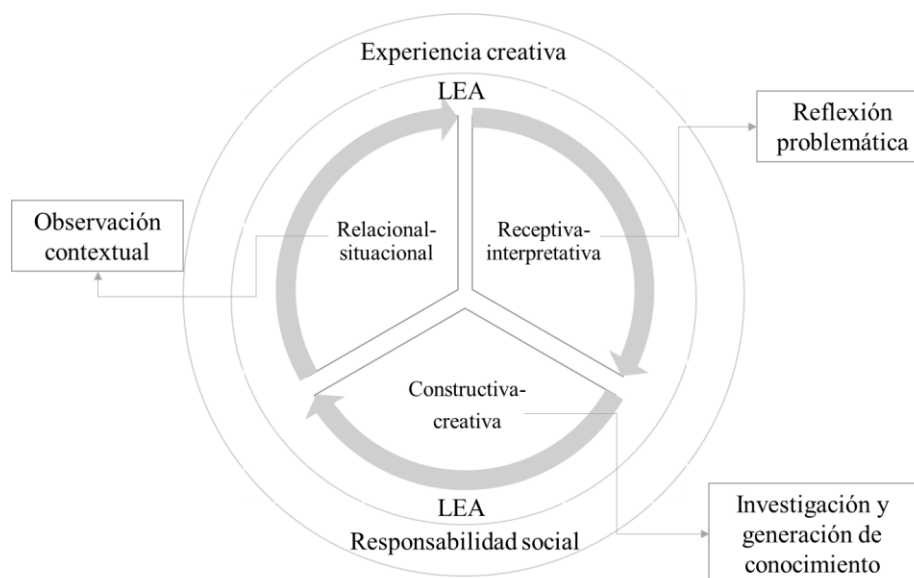 Experiencia creativa
LEA
Reflexión
problemática
Observación
contextual
Relacional-
situacional
Receptiva-
interpretativa
Constructiva-
creativa
LEA
Responsabilidad social
Investigación y
generación de
conocimiento